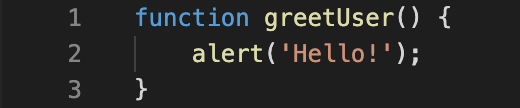 1 function greetUser() {
2     alert('Hello!');
3 }